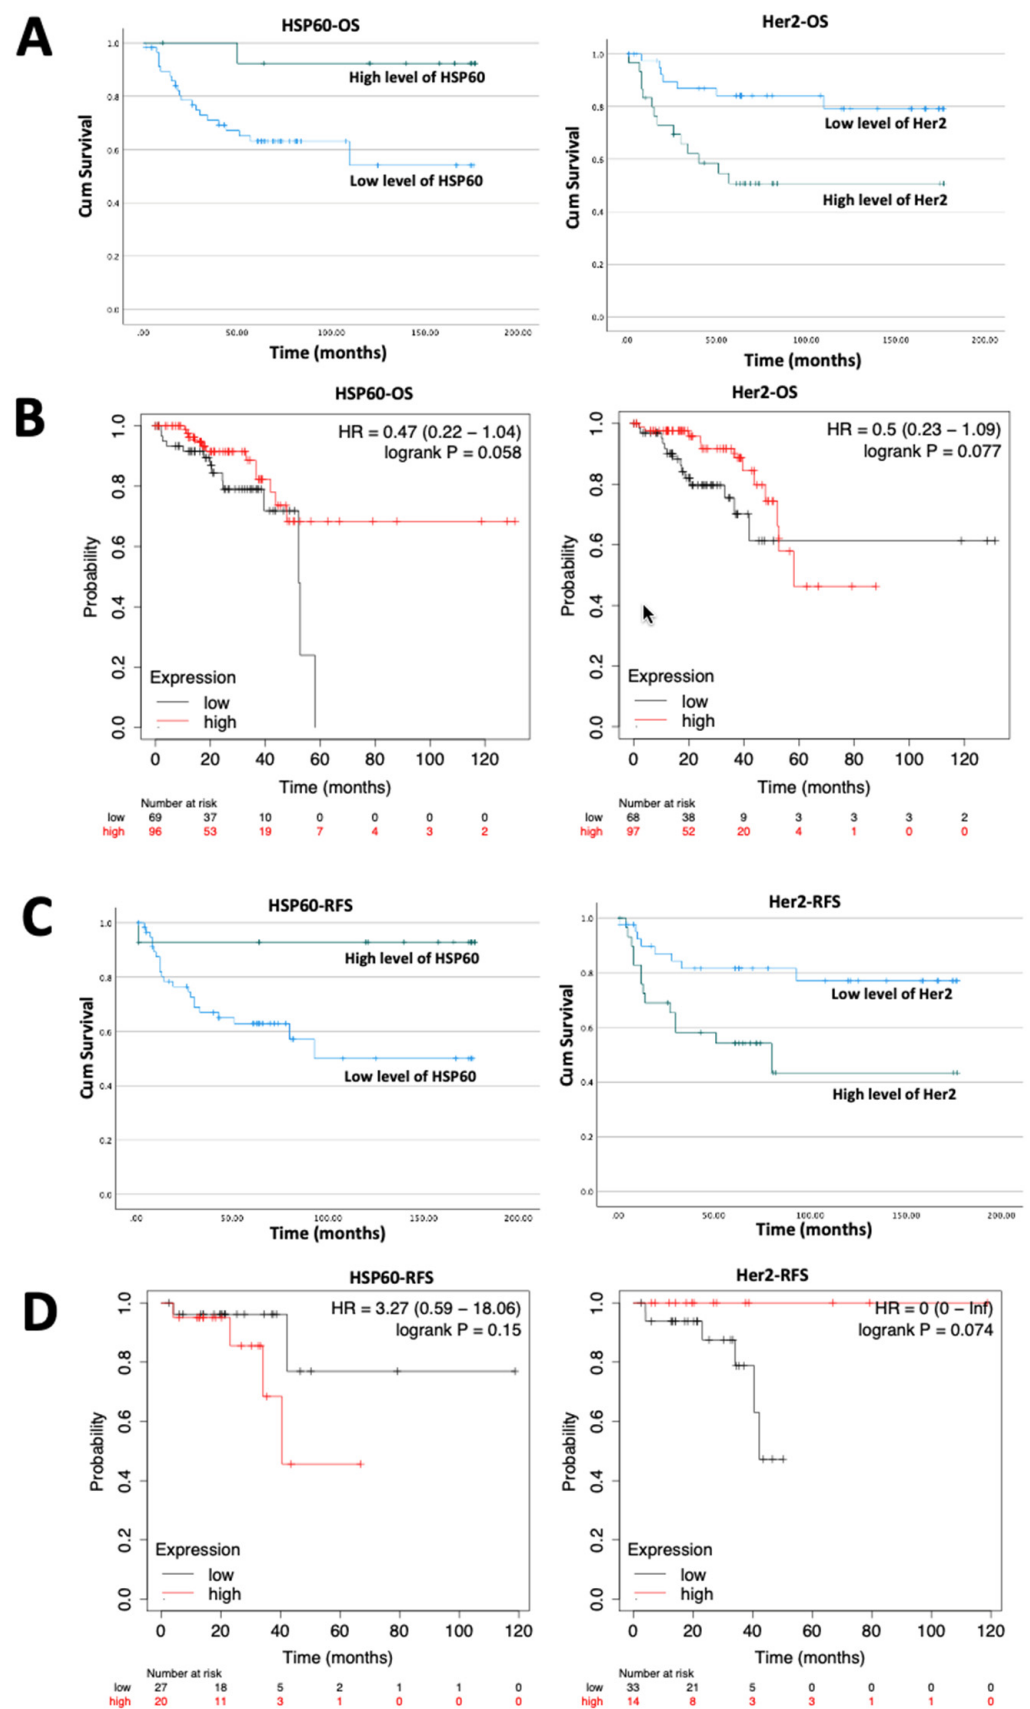 A
HSP60-OS
Cum Survival
1.0
0.8
0.6
0.4
0.2
0.0
High level of HSP60
Low level of HSP60
.00 50.00 100.00 150.00 200.00
Time (months)
Her2-OS
Cum Survival
1.0
0.8
0.6
0.4
0.2
0.0
Low level of Her2
High level of Her2
.00 50.00 100.00 150.00 200.00
Time (months)
B
HSP60-OS
HR = 0.47 (0.22 – 1.04)
logrank P = 0.058
Probability
1.0
0.8
0.6
0.4
0.2
0.0
Expression
low
high
0 20 40 60 80 100 120
Time (months)
Number at risk
low 69 37 10 0 0 0 0
high 96 53 19 7 4 3 2
Her2-OS
HR = 0.5 (0.23 – 1.09)
logrank P = 0.077
Probability
1.0
0.8
0.6
0.4
0.2
0.0
Expression
low
high
0 20 40 60 80 100 120
Time (months)
Number at risk
low 68 38 9 3 3 3 2
high 97 52 20 4 1 0 0
C
HSP60-RFS
Cum Survival
1.0
0.8
0.6
0.4
0.2
0.0
High level of HSP60
Low level of HSP60
.00 50.00 100.00 150.00 200.00
Time (months)
Her2-RFS
Cum Survival
1.0
0.8
0.6
0.4
0.2
0.0
Low level of Her2
High level of Her2
.00 50.00 100.00 150.00 200.00
Time (months)
D
HSP60-RFS
HR = 3.27 (0.59 – 18.06)
logrank P = 0.15
Probability
1.0
0.8
0.6
0.4
0.2
0.0
Expression
low
high
0 20 40 60 80 100 120
Time (months)
Number at risk
low 27 18 5 2 1 1 0
high 20 11 3 1 0 0 0
Her2-RFS
HR = 0 (0 – Inf)
logrank P = 0.074
Probability
1.0
0.8
0.6
0.4
0.2
0.0
Expression
low
high
0 20 40 60 80 100 120
Time (months)
Number at risk
low 33 21 5 0 0 0 0
high 14 8 3 3 1 1 0